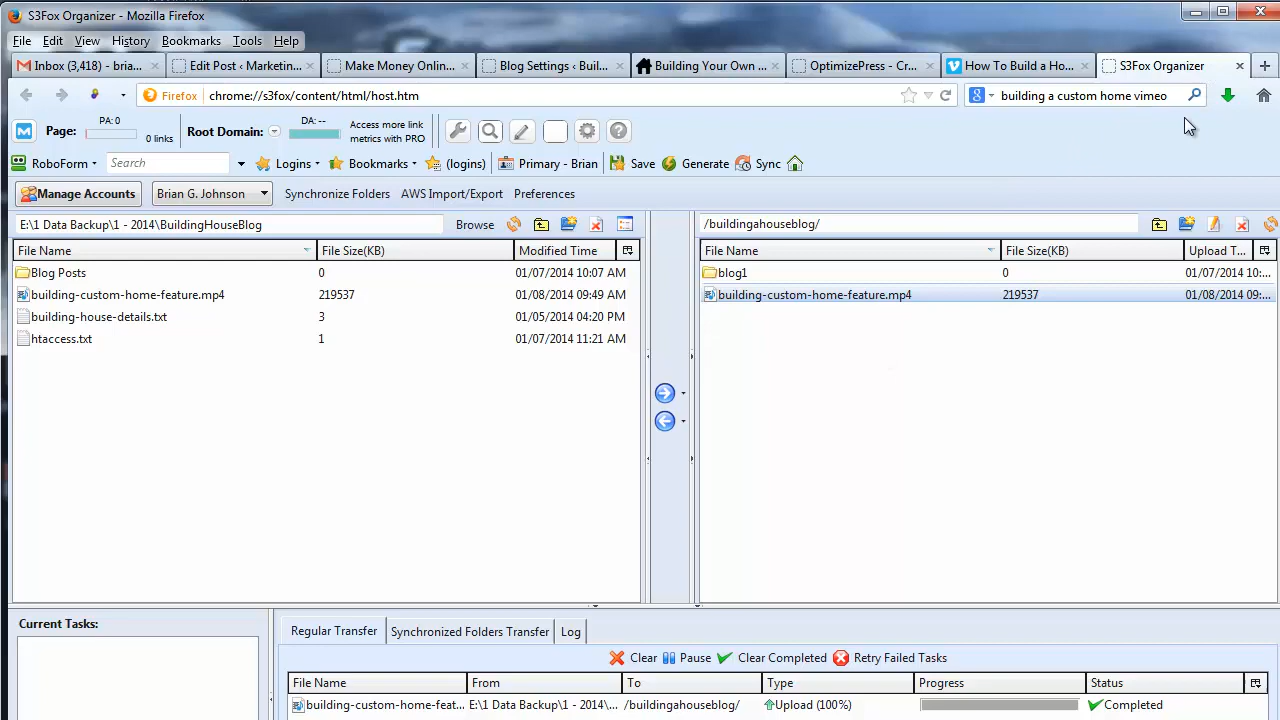 S3Fox Organizer - Mozilla Firefox
File Edit View History Bookmarks Tools Help
Inbox (3,418) - bria... Edit Post ‹ Marketin... Make Money Onlin... Blog Settings ‹ Buil... Building Your Own ... OptimizePress - Cr... How To Build a Ho... S3Fox Organizer
Firefox chrome://s3fox/content/html/host.htm building a custom home vimeo
Page: PA: 0 0 links Root Domain: DA: -- Access more link metrics with PRO
RoboForm Search Logins Bookmarks (logins) Primary - Brian Save Generate Sync
Manage Accounts Brian G. Johnson Synchronize Folders AWS Import/Export Preferences
E:\1 Data Backup\1 - 2014\BuildingHouseBlog Browse /buildingahouseblog/
File Name File Size(KB) Modified Time File Name File Size(KB) Upload T...
Blog Posts 0 01/07/2014 10:07 AM blog1 0 01/07/2014 10:...
building-custom-home-feature.mp4 219537 01/08/2014 09:49 AM building-custom-home-feature.mp4 219537 01/08/2014 09:...
building-house-details.txt 3 01/05/2014 04:20 PM
htaccess.txt 1 01/07/2014 11:21 AM
Current Tasks: Regular Transfer Synchronized Folders Transfer Log
Clear Pause Clear Completed Retry Failed Tasks
File Name From To Type Progress Status
building-custom-home-feat... E:\1 Data Backup\1 - 2014\... /buildingahouseblog/ Upload (100%) Completed